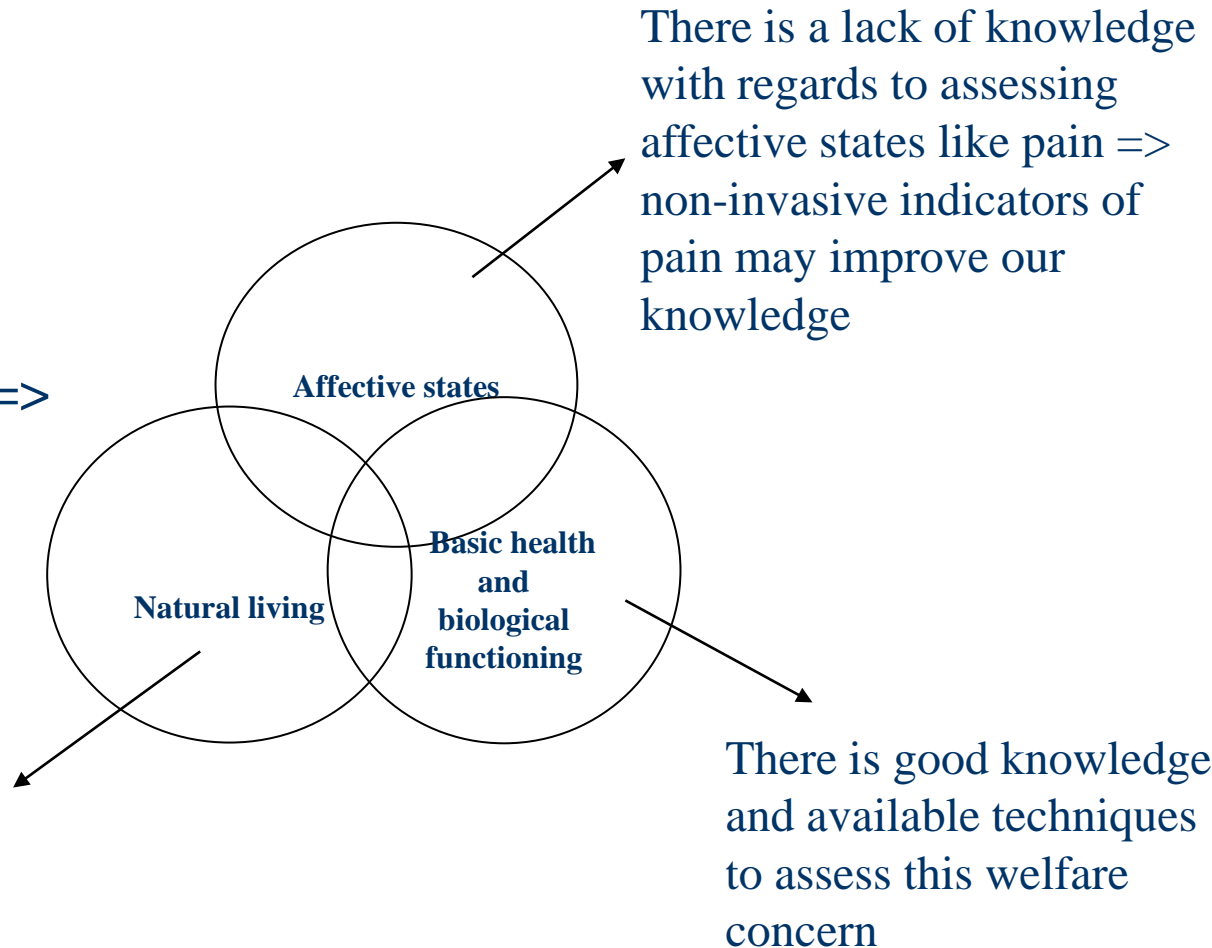 There is a lack of knowledge
with regards to assessing
affective states like pain =>
non-invasive indicators of
pain may improve our
knowledge
=>
Affective states
Natural living
Basic health
and
biological
functioning
There is good knowledge
and available techniques
to assess this welfare
concern